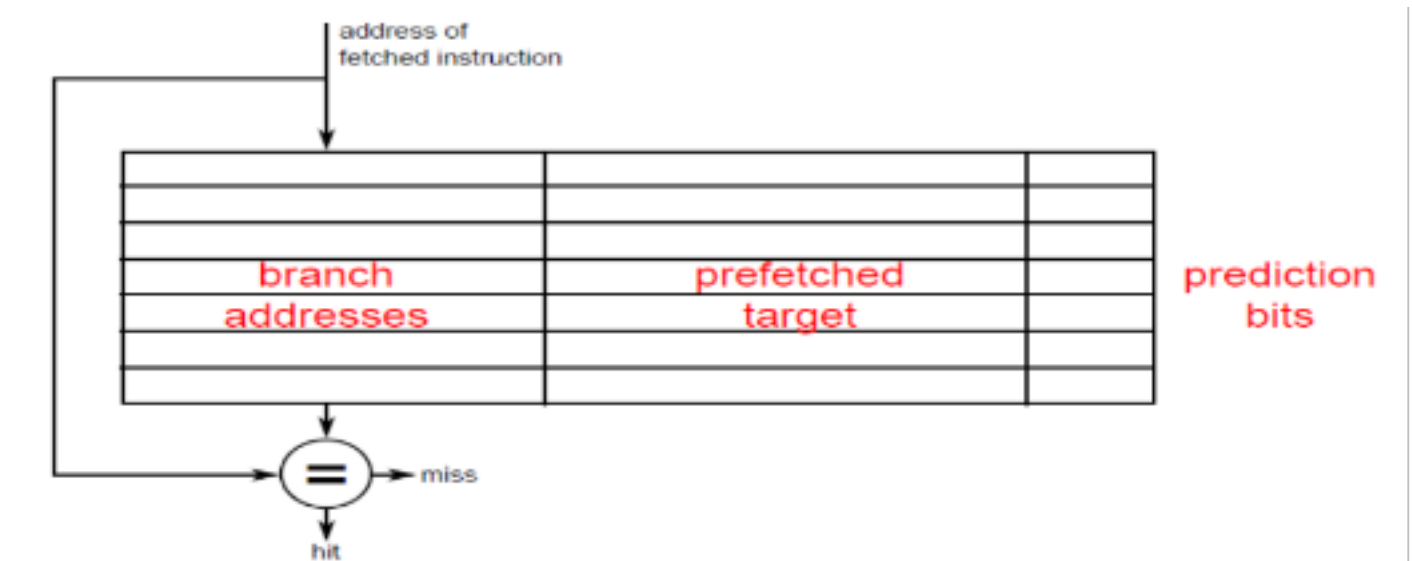 address of
fetched instruction
branch
addresses
prefetched
target
prediction
bits
=
miss
hit